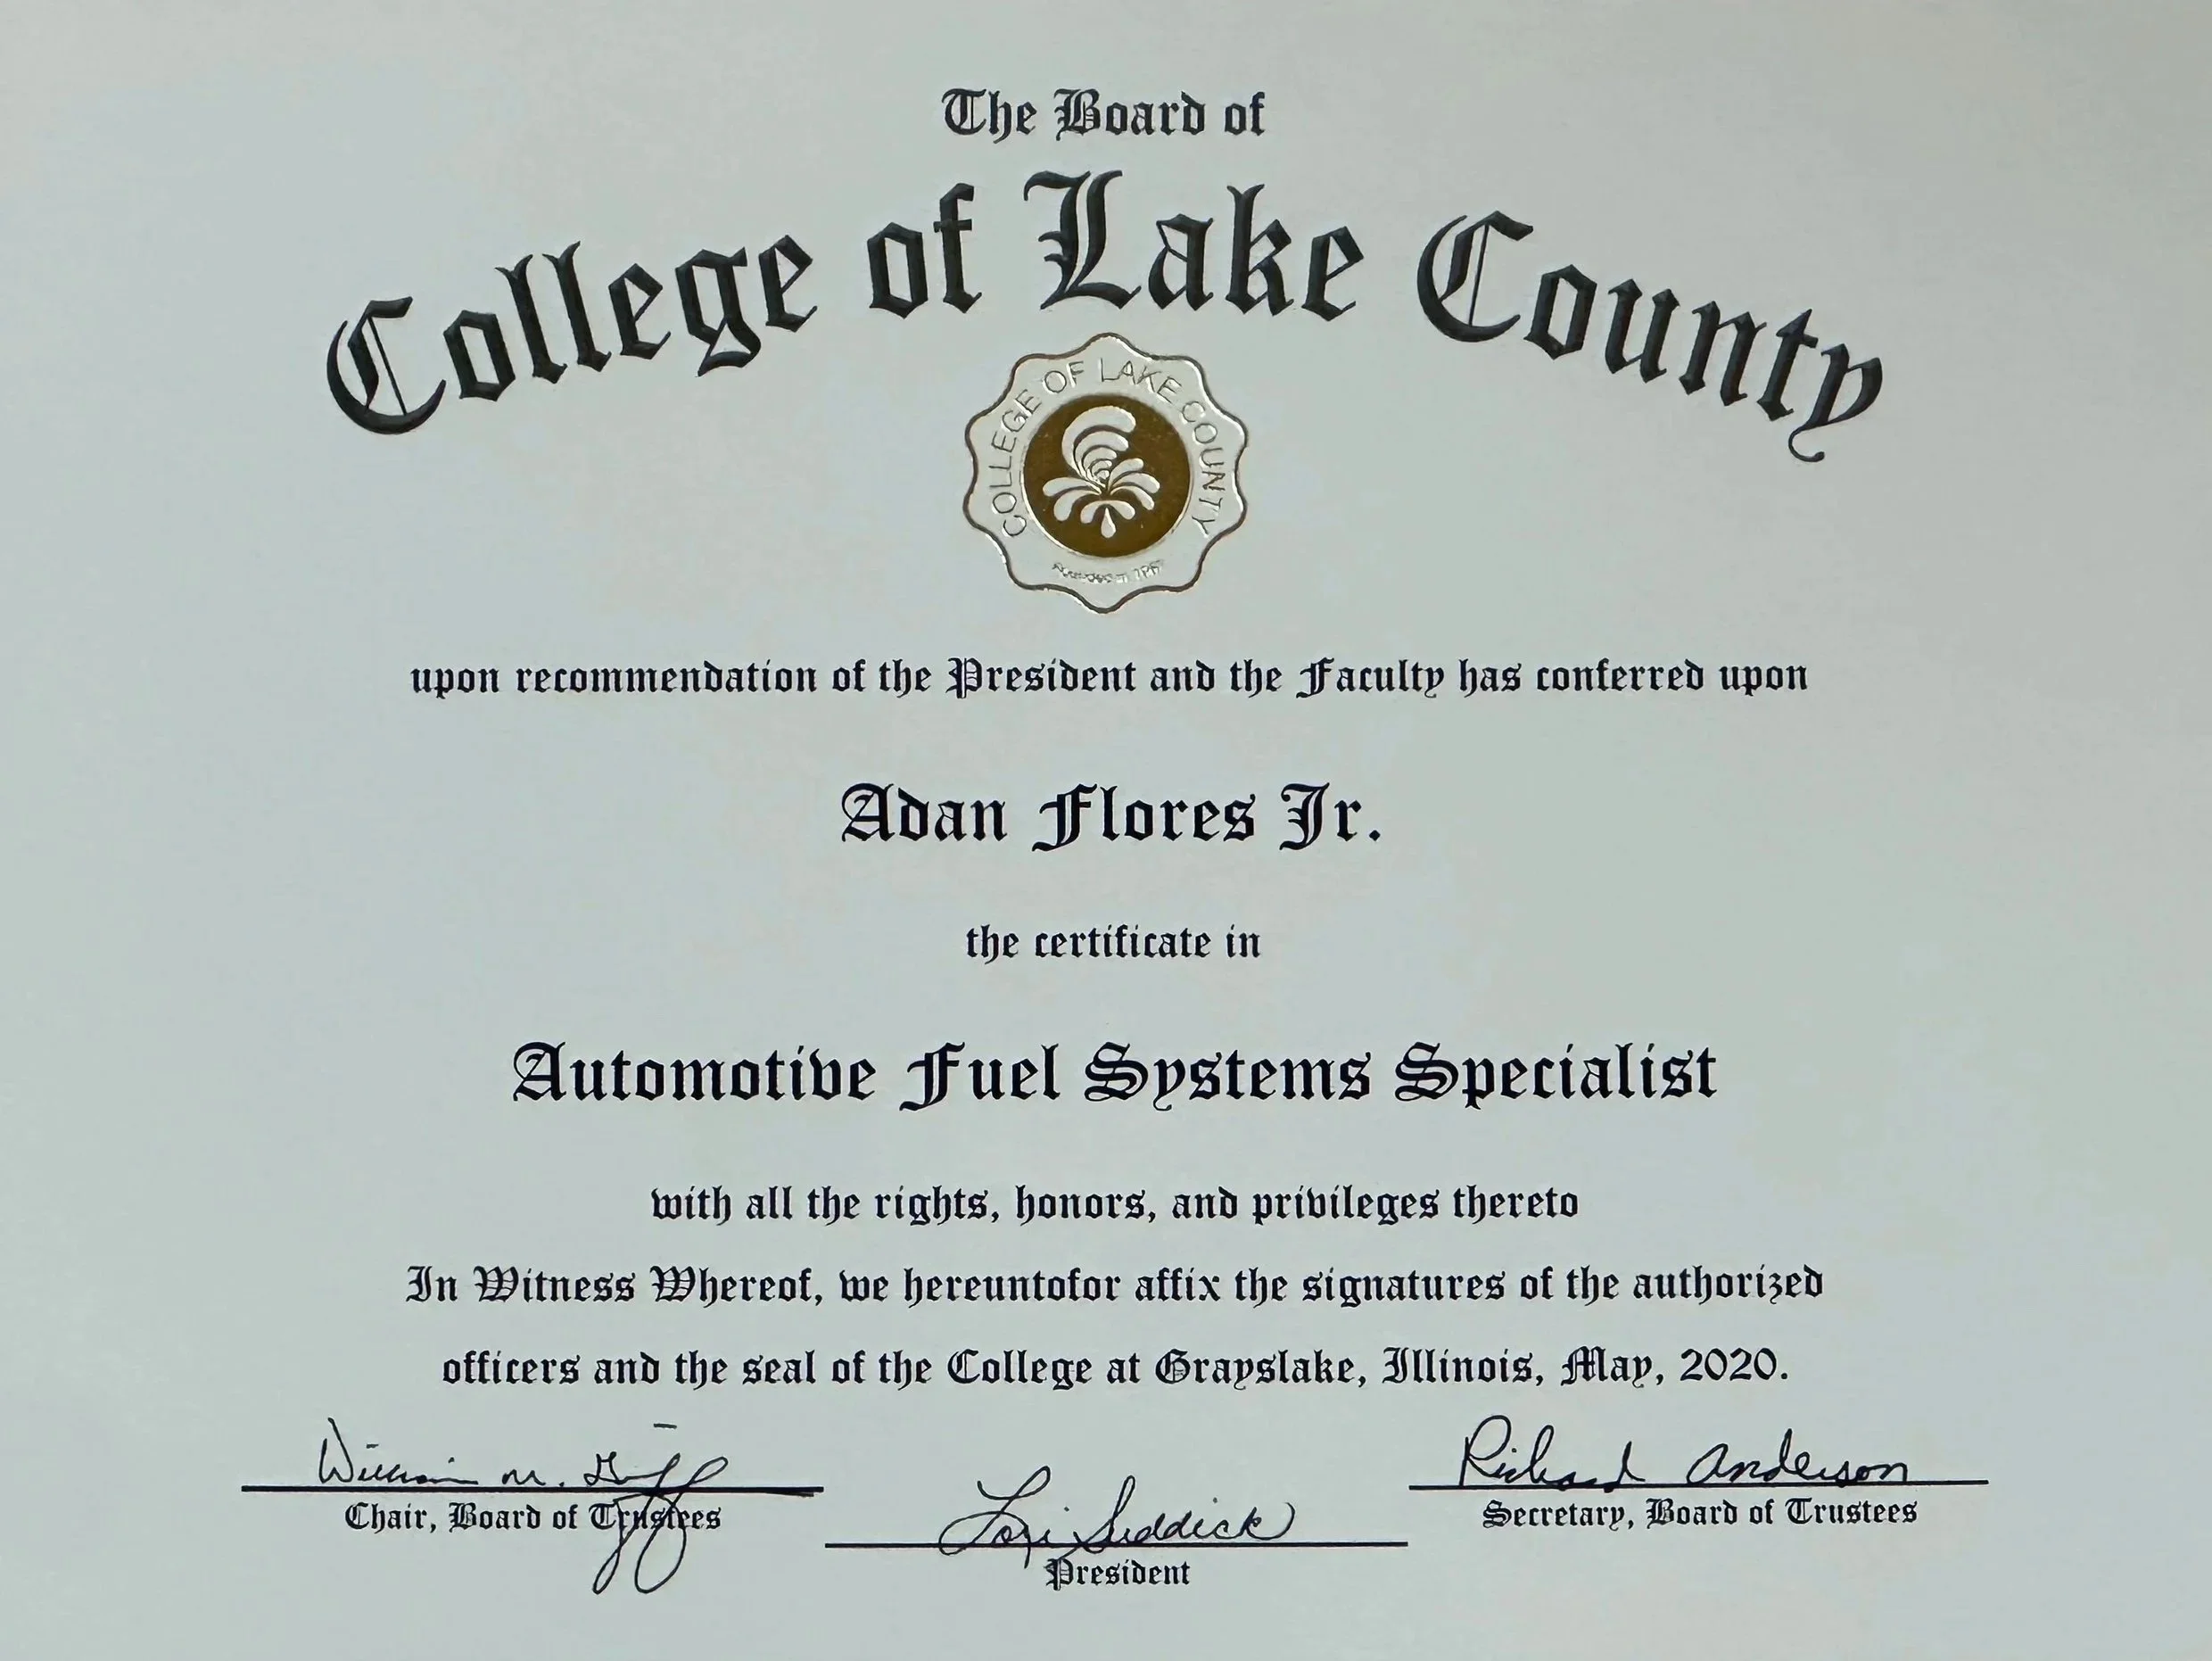 The Board of
College of Lake County
COLLEGE OF LAKE COUNTY
upon recommendation of the President and the Faculty has conferred upon
Adan Flores Jr.
the certificate in
Automotive Fuel Systems Specialist
with all the rights, honors, and privileges thereto
In Witness Whereof, we hereuntofor affix the signatures of the authorized
officers and the seal of the College at Grayslake, Illinois, May, 2020.
William M.
Chair, Board of Trustees
Lori Suddick
President
Richard Anderson
Secretary, Board of Trustees